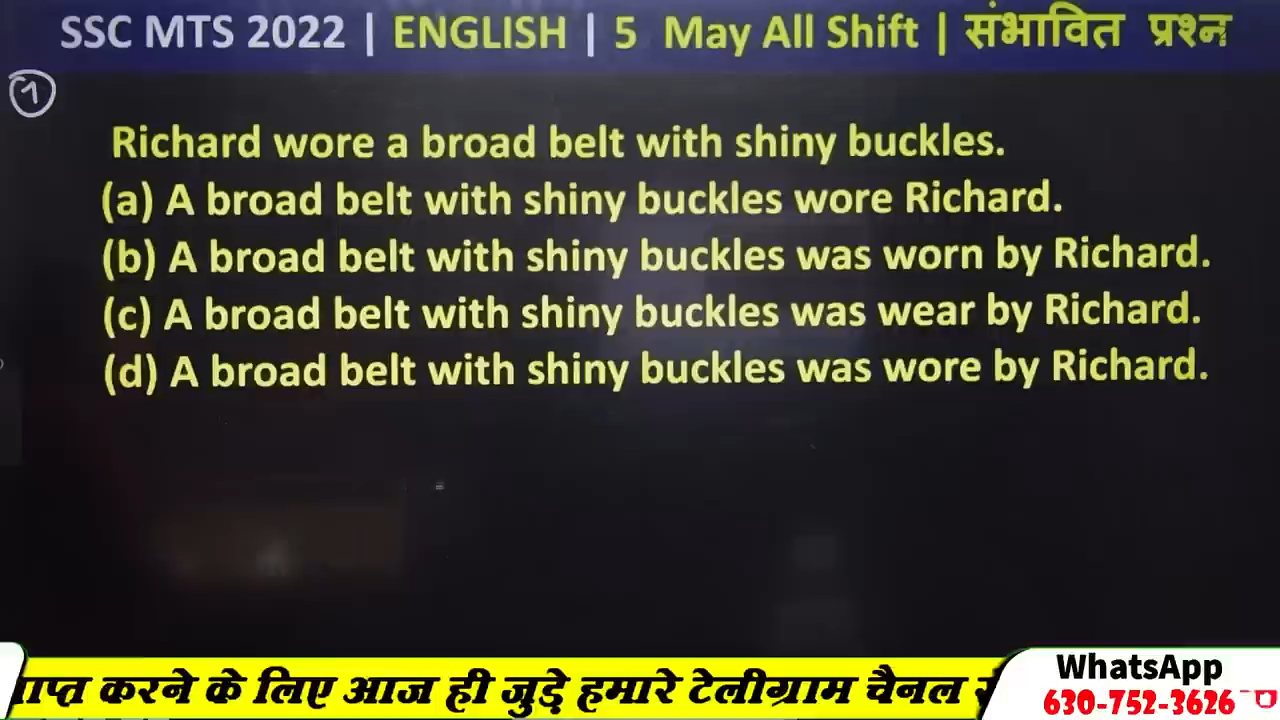 SSC MTS 2022 | ENGLISH | 5 May All Shift | संभावित प्रश्न
1
Richard wore a broad belt with shiny buckles.
(a) A broad belt with shiny buckles wore Richard.
(b) A broad belt with shiny buckles was worn by Richard.
(c) A broad belt with shiny buckles was wear by Richard.
(d) A broad belt with shiny buckles was wore by Richard.
करने के लिए आज ही जुड़े हमारे टेलीग्राम चैनल
WhatsApp
630-752-3626